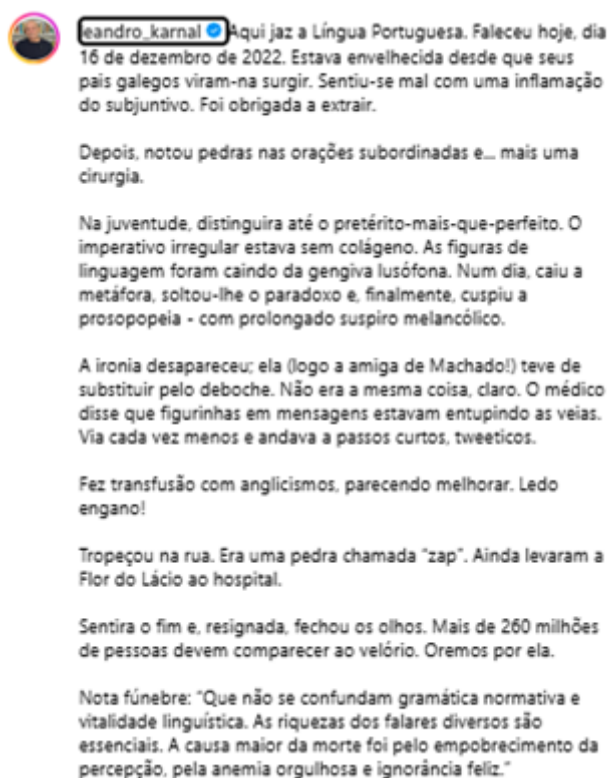 leandro_karnal Aqui jaz a Língua Portuguesa. Faleceu hoje, dia
16 de dezembro de 2022. Estava envelhecida desde que seus
pais galegos viram-na surgir. Sentiu-se mal com uma inflamação
do subjuntivo. Foi obrigada a extrair.
Depois, notou pedras nas orações subordinadas e... mais uma
cirurgia.
Na juventude, distinguira até o pretérito-mais-que-perfeito. O
imperativo irregular estava sem colágeno. As figuras de
linguagem foram caindo da gengiva lusófona. Num dia, caiu a
metáfora, soltou-lhe o paradoxo e, finalmente, cuspiu a
prosopopeia - com prolongado suspiro melancólico.
A ironia desapareceu; ela (logo a amiga de Machado!) teve de
substituir pelo deboche. Não era a mesma coisa, claro. O médico
disse que figurinhas em mensagens estavam entupindo as veias.
Via cada vez menos e andava a passos curtos, tweeticos.
Fez transfusão com anglicismos, parecendo melhorar. Ledo
engano!
Tropeçou na rua. Era uma pedra chamada "zap". Ainda levaram a
Flor do Lácio ao hospital.
Sentira o fim e, resignada, fechou os olhos. Mais de 260 milhões
de pessoas devem comparecer ao velório. Oremos por ela.
Nota fúnebre: "Que não se confundam gramática normativa e
vitalidade linguística. As riquezas dos falares diversos são
essenciais. A causa maior da morte foi pelo empobrecimento da
percepção, pela anemia orgulhosa e ignorância feliz."